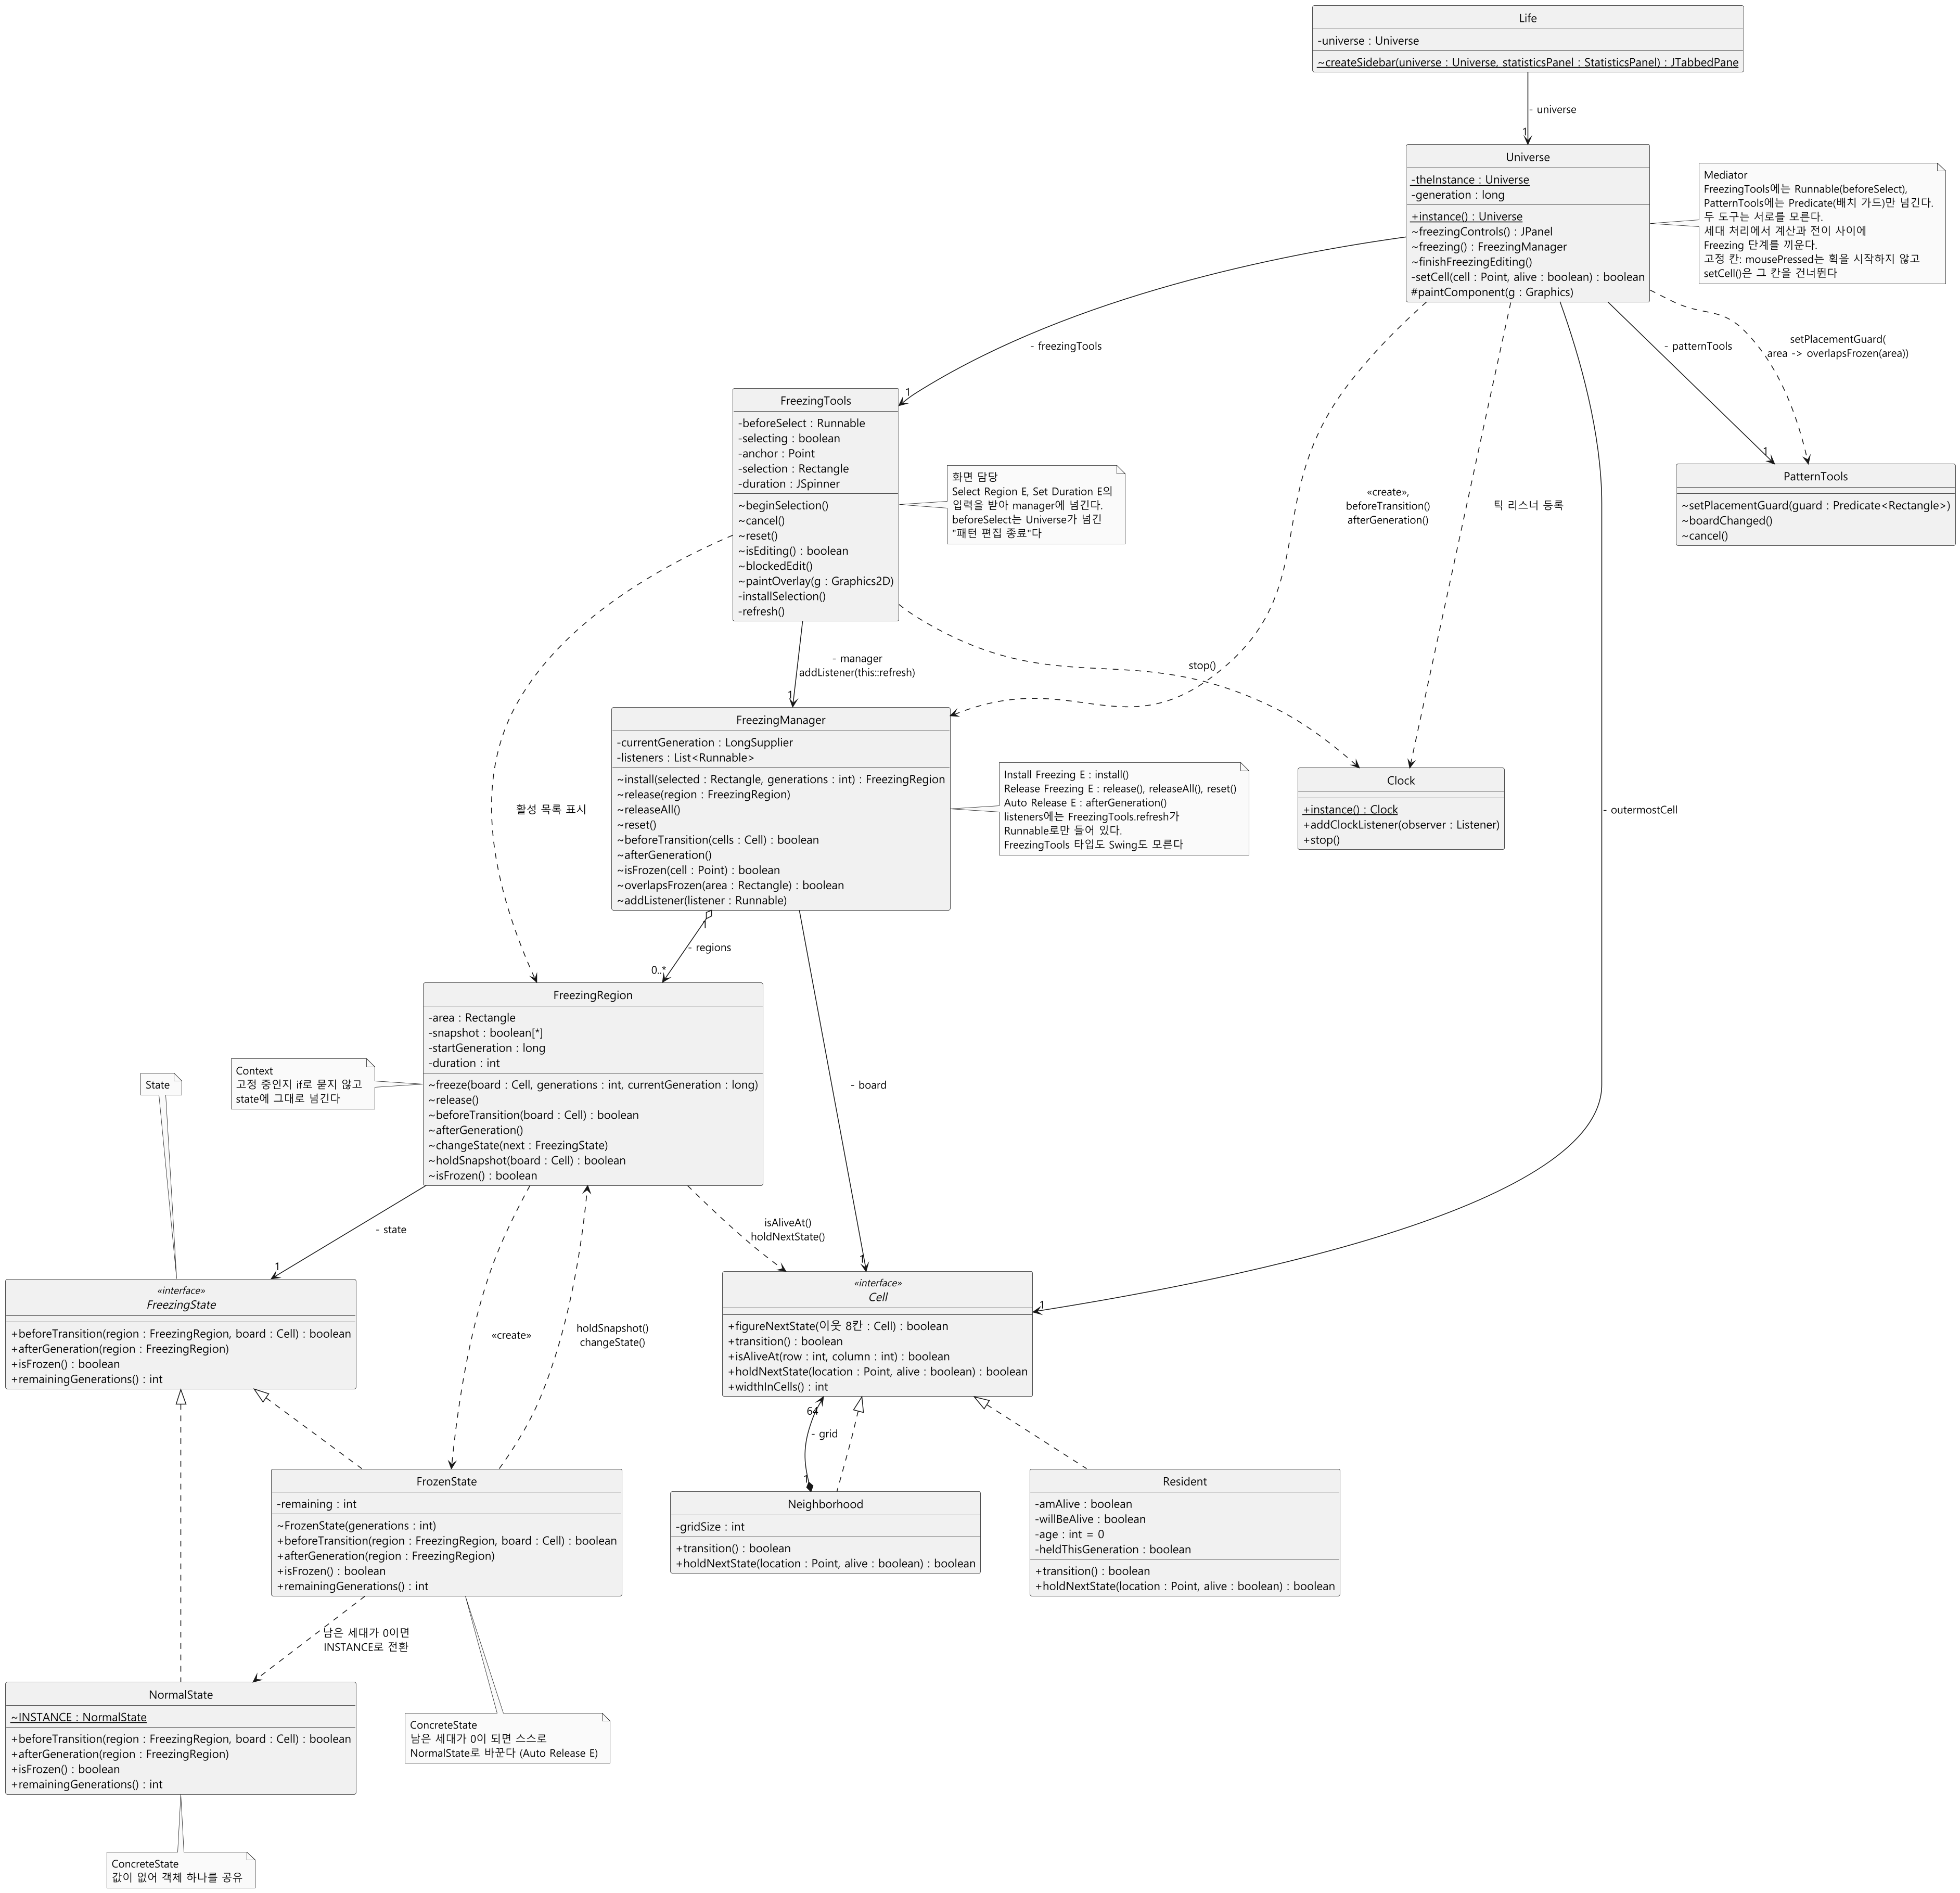 Life
-universe : Universe
~createSidebar(universe : Universe, statisticsPanel : StatisticsPanel) : JTabbedPane
- universe
1
Universe
-theInstance : Universe
-generation : long
+instance() : Universe
~freezingControls() : JPanel
~freezing() : FreezingManager
~finishFreezingEditing()
-setCell(cell : Point, alive : boolean) : boolean
#paintComponent(g : Graphics)
Mediator
FreezingTools에는 Runnable(beforeSelect),
PatternTools에는 Predicate(배치 가드)만 넘긴다.
두 도구는 서로를 모른다.
세대 처리에서 계산과 전이 사이에
Freezing 단계를 끼운다.
고정 칸: mousePressed는 획을 시작하지 않고
setCell()은 그 칸을 건너뛴다
- freezingTools
1
- patternTools
1
setPlacementGuard(
area -> overlapsFrozen(area))
FreezingTools
-beforeSelect : Runnable
-selecting : boolean
-anchor : Point
-selection : Rectangle
-duration : JSpinner
~beginSelection()
~cancel()
~reset()
~isEditing() : boolean
~blockedEdit()
~paintOverlay(g : Graphics2D)
-installSelection()
-refresh()
화면 담당
Select Region E, Set Duration E의
입력을 받아 manager에 넘긴다.
beforeSelect는 Universe가 넘긴
"패턴 편집 종료"다
«create»,
beforeTransition()
afterGeneration()
틱 리스너 등록
PatternTools
~setPlacementGuard(guard : Predicate<Rectangle>)
~boardChanged()
~cancel()
- manager
addListener(this::refresh)
1
stop()
FreezingManager
-currentGeneration : LongSupplier
-listeners : List<Runnable>
~install(selected : Rectangle, generations : int) : FreezingRegion
~release(region : FreezingRegion)
~releaseAll()
~reset()
~beforeTransition(cells : Cell) : boolean
~afterGeneration()
~isFrozen(cell : Point) : boolean
~overlapsFrozen(area : Rectangle) : boolean
~addListener(listener : Runnable)
Install Freezing E : install()
Release Freezing E : release(), releaseAll(), reset()
Auto Release E : afterGeneration()
listeners에는 FreezingTools.refresh가
Runnable로만 들어 있다.
FreezingTools 타입도 Swing도 모른다
Clock
+instance() : Clock
+addClockListener(observer : Listener)
+stop()
활성 목록 표시
- outermostCell
1
- regions
0..*
FreezingRegion
-area : Rectangle
-snapshot : boolean[*]
-startGeneration : long
-duration : int
~freeze(board : Cell, generations : int, currentGeneration : long)
~release()
~beforeTransition(board : Cell) : boolean
~afterGeneration()
~changeState(next : FreezingState)
~holdSnapshot(board : Cell) : boolean
~isFrozen() : boolean
Context
고정 중인지 if로 묻지 않고
state에 그대로 넘긴다
State
- board
1
- state
1
isAliveAt()
holdNextState()
1
«interface»
FreezingState
+beforeTransition(region : FreezingRegion, board : Cell) : boolean
+afterGeneration(region : FreezingRegion)
+isFrozen() : boolean
+remainingGenerations() : int
«create»
holdSnapshot()
changeState()
«interface»
Cell
+figureNextState(이웃 8칸 : Cell) : boolean
+transition() : boolean
+isAliveAt(row : int, column : int) : boolean
+holdNextState(location : Point, alive : boolean) : boolean
+widthInCells() : int
64
- grid
1
FrozenState
-remaining : int
~FrozenState(generations : int)
+beforeTransition(region : FreezingRegion, board : Cell) : boolean
+afterGeneration(region : FreezingRegion)
+isFrozen() : boolean
+remainingGenerations() : int
Neighborhood
-gridSize : int
+transition() : boolean
+holdNextState(location : Point, alive : boolean) : boolean
Resident
-amAlive : boolean
-willBeAlive : boolean
-age : int = 0
-heldThisGeneration : boolean
+transition() : boolean
+holdNextState(location : Point, alive : boolean) : boolean
남은 세대가 0이면
INSTANCE로 전환
NormalState
~INSTANCE : NormalState
+beforeTransition(region : FreezingRegion, board : Cell) : boolean
+afterGeneration(region : FreezingRegion)
+isFrozen() : boolean
+remainingGenerations() : int
ConcreteState
남은 세대가 0이 되면 스스로
NormalState로 바꾼다 (Auto Release E)
ConcreteState
값이 없어 객체 하나를 공유